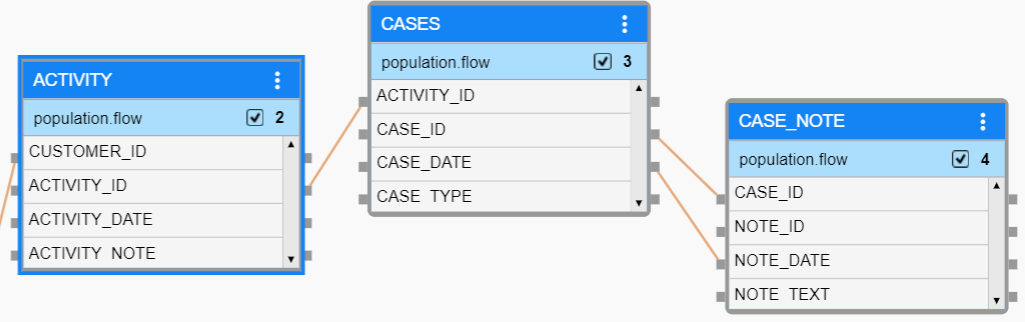 ACTIVITY
population.flow 2
CUSTOMER_ID
ACTIVITY_ID
ACTIVITY_DATE
ACTIVITY_NOTE
CASES
population.flow 3
ACTIVITY_ID
CASE_ID
CASE_DATE
CASE_TYPE
CASE_NOTE
population.flow 4
CASE_ID
NOTE_ID
NOTE_DATE
NOTE_TEXT